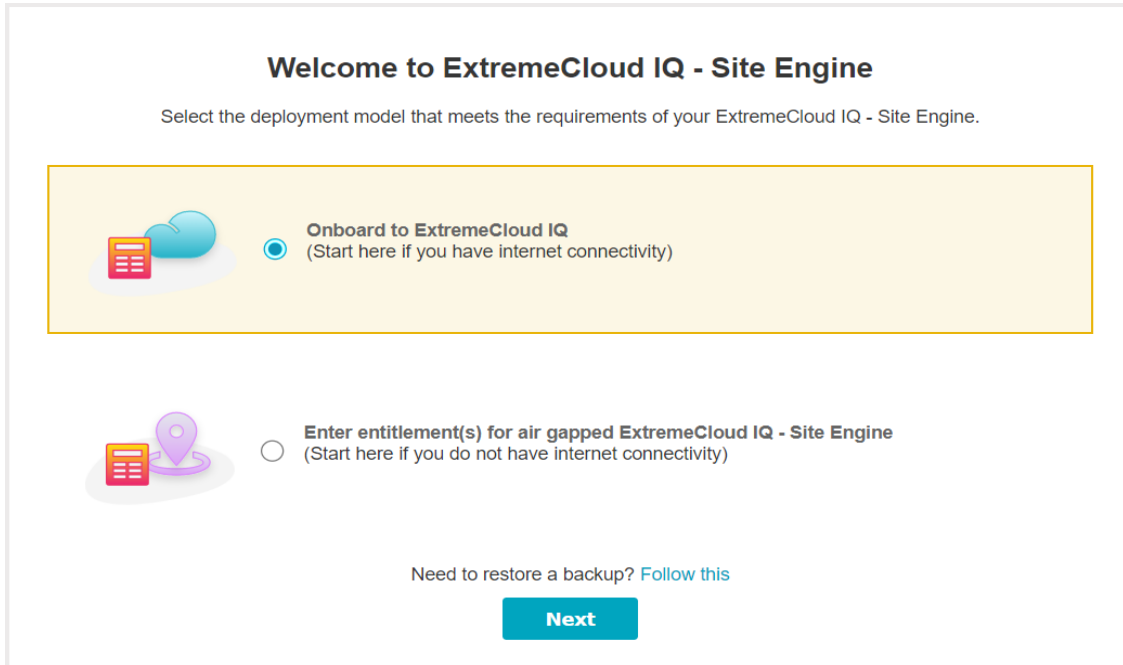 Welcome to ExtremeCloud IQ - Site Engine
Select the deployment model that meets the requirements of your ExtremeCloud IQ - Site Engine.
Onboard to ExtremeCloud IQ
(Start here if you have internet connectivity)
Enter entitlement(s) for air gapped ExtremeCloud IQ - Site Engine
(Start here if you do not have internet connectivity)
Need to restore a backup? Follow this
Next